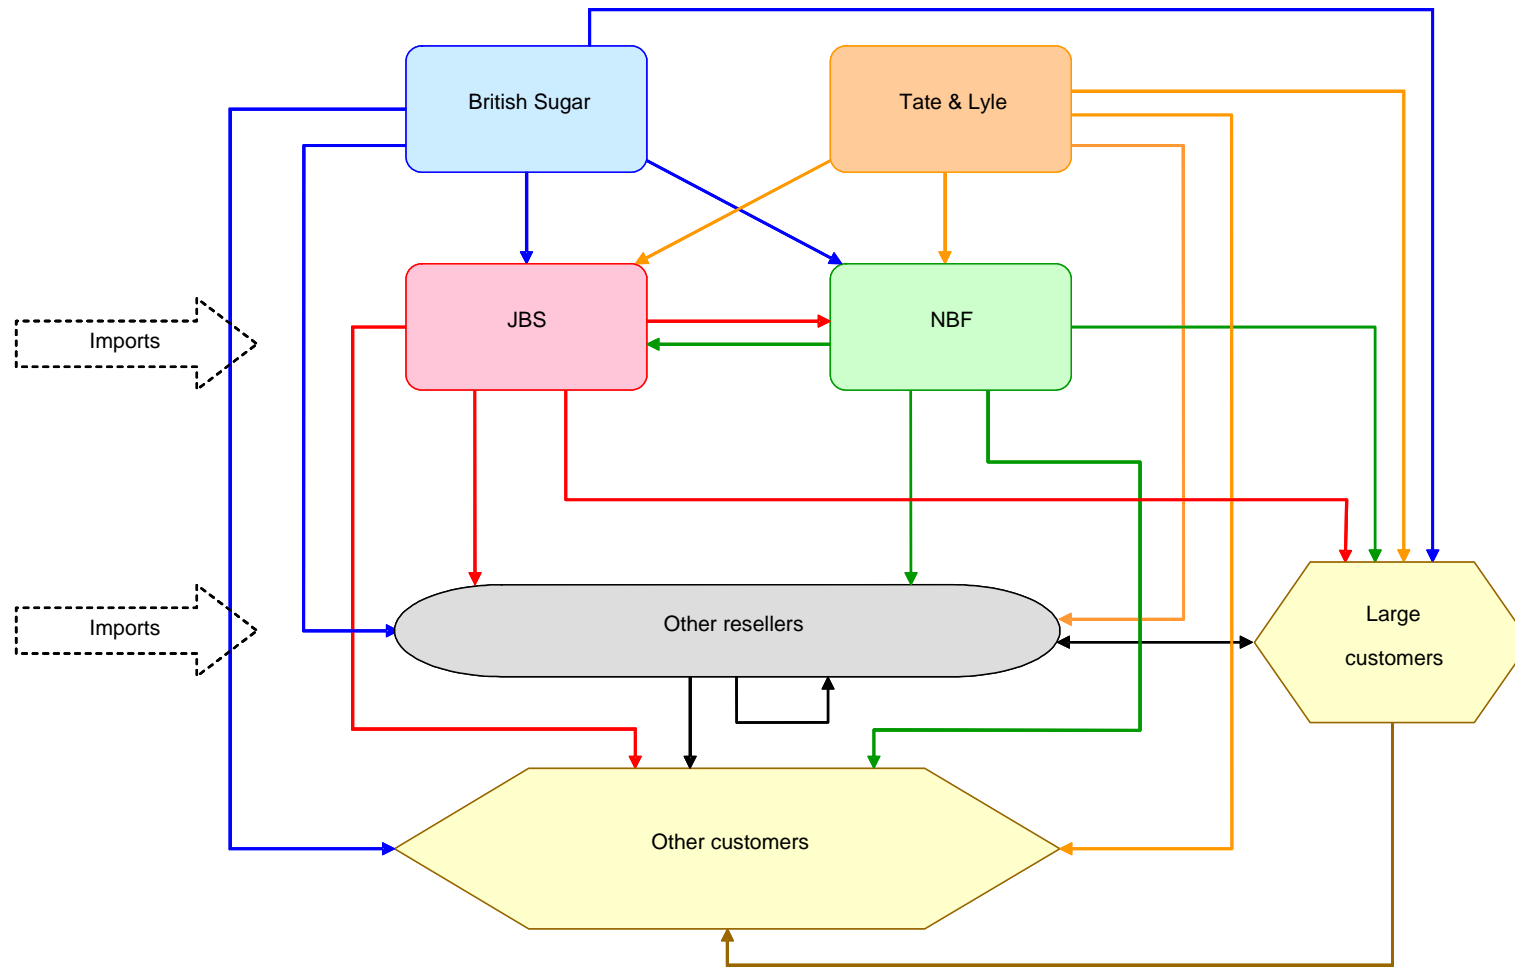 British Sugar
Tate & Lyle
JBS
NBF
Imports
Imports
Other resellers
Large
customers
Other customers